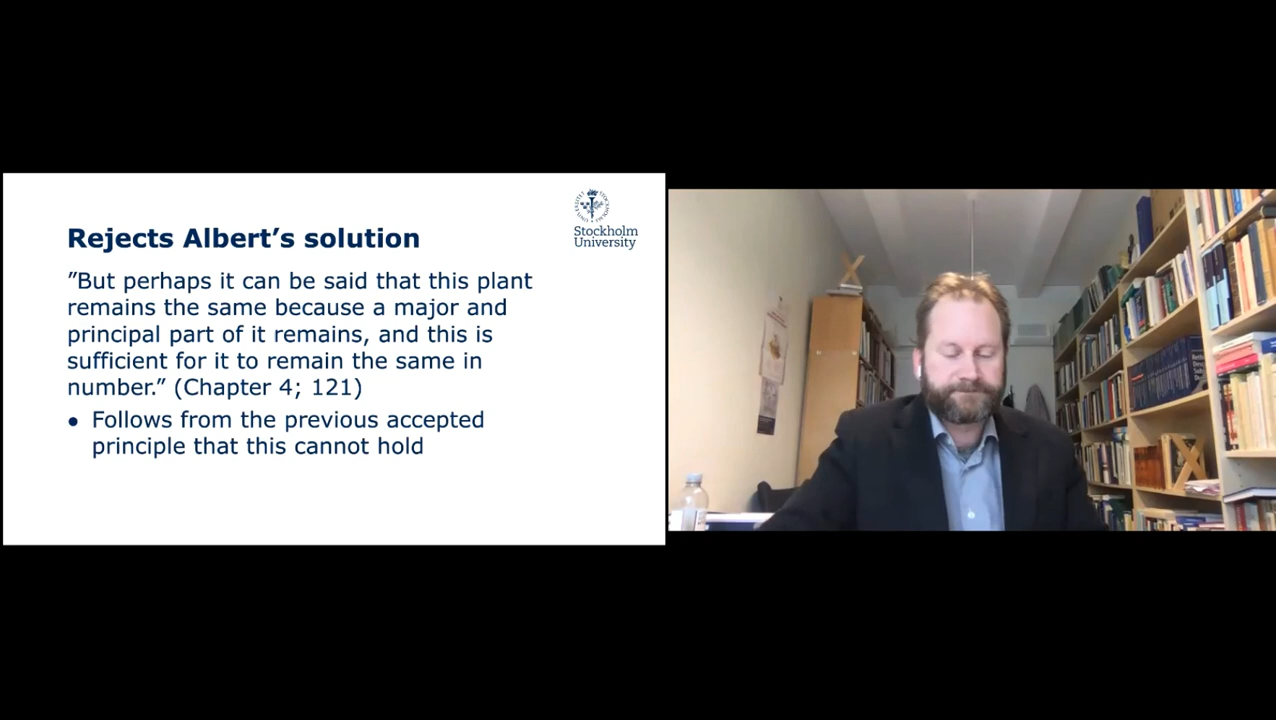 Rejects Albert’s solution
”But perhaps it can be said that this plant
remains the same because a major and
principal part of it remains, and this is
sufficient for it to remain the same in
number.” (Chapter 4; 121)
• Follows from the previous accepted
principle that this cannot hold
Stockholm
University